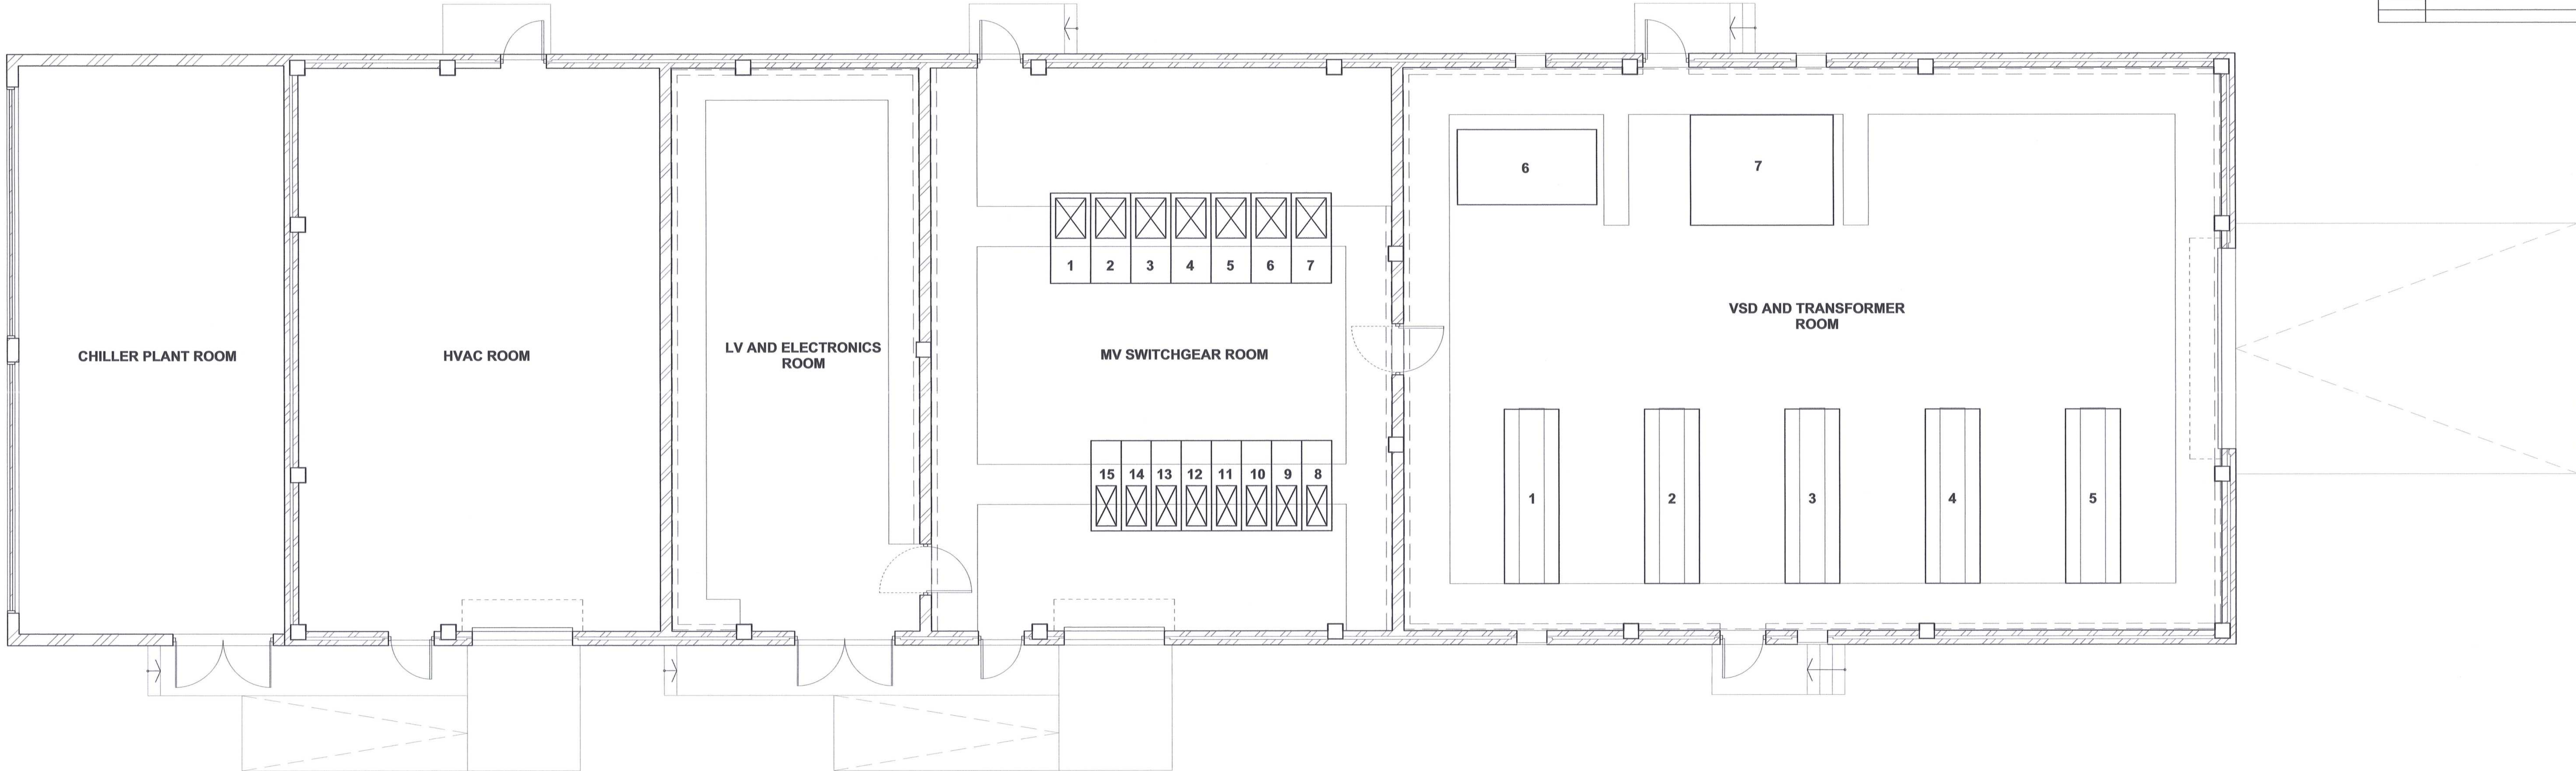 6
7
1 2 3 4 5 6 7
VSD AND TRANSFORMER
ROOM
CHILLER PLANT ROOM
HVAC ROOM
LV AND ELECTRONICS
ROOM
MV SWITCHGEAR ROOM
15 14 13 12 11 10 9 8
1 2 3 4 5